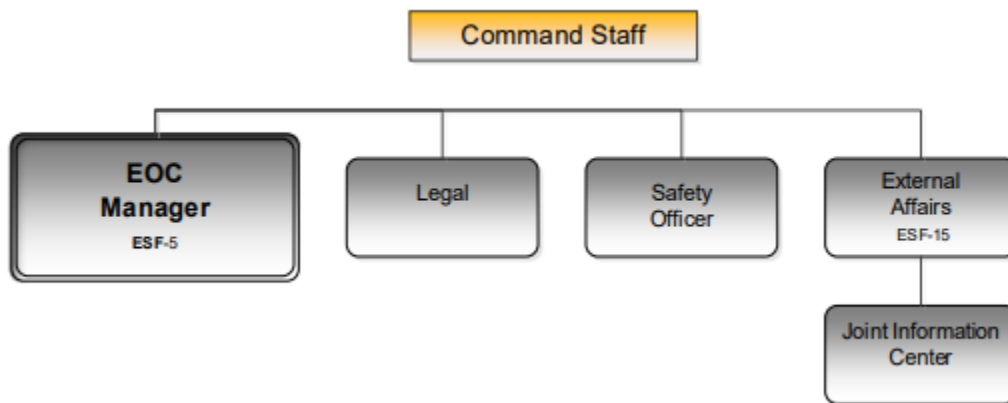 Command Staff
EOC
Manager
ESF-5
Legal
Safety
Officer
External
Affairs
ESF-15
Joint Information
Center